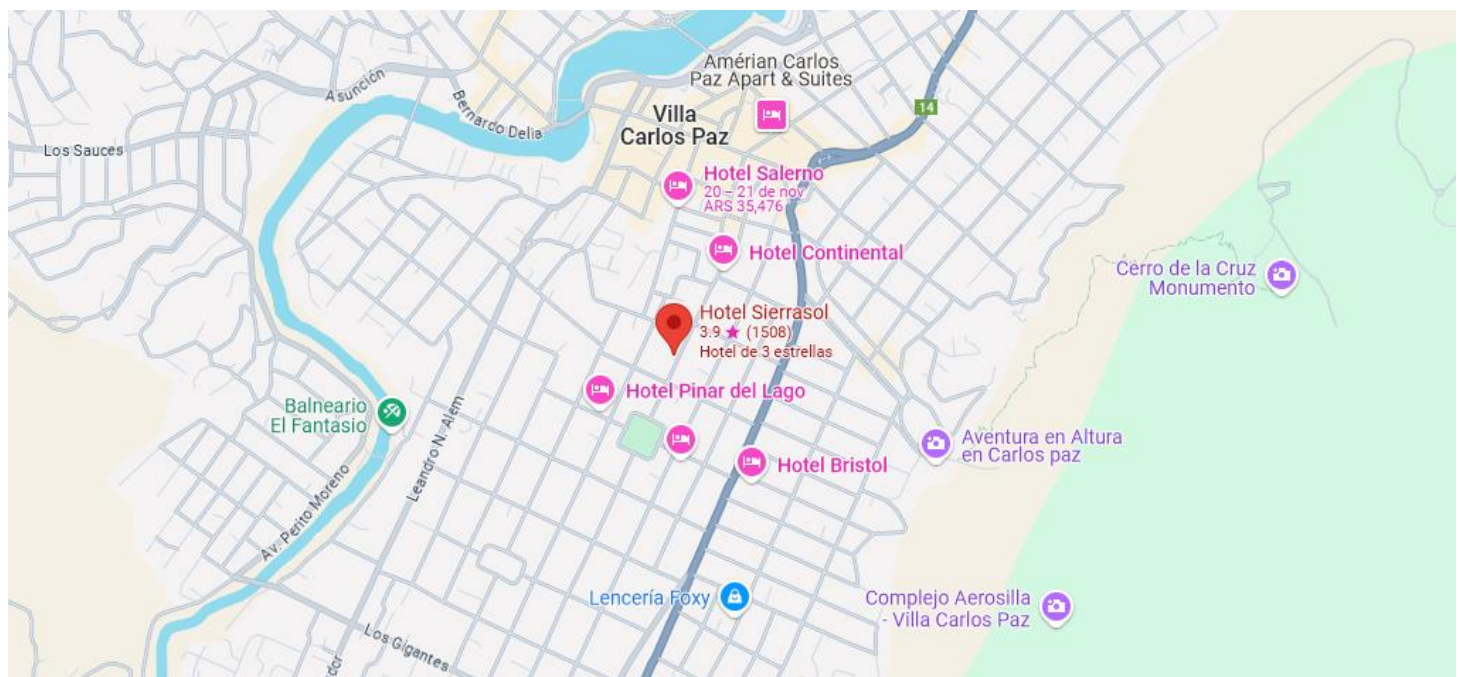 Amérian Carlos
Paz Apart & Suites
Asunción
Bernardo Delia
Villa
Carlos Paz
14
Los Sauces
Hotel Salerno
20 – 21 de nov
ARS 35,476
Hotel Continental
Cerro de la Cruz
Monumento
Hotel Sierrasol
3.9 ★ (1508)
Hotel de 3 estrellas
Hotel Pinar del Lago
Balneario
El Fantasio
Leandro N. Alem
Aventura en Altura
en Carlos paz
Hotel Bristol
Av. Perito Moreno
Lencería Foxy
Complejo Aerosilla
- Villa Carlos Paz
Los Gigantes